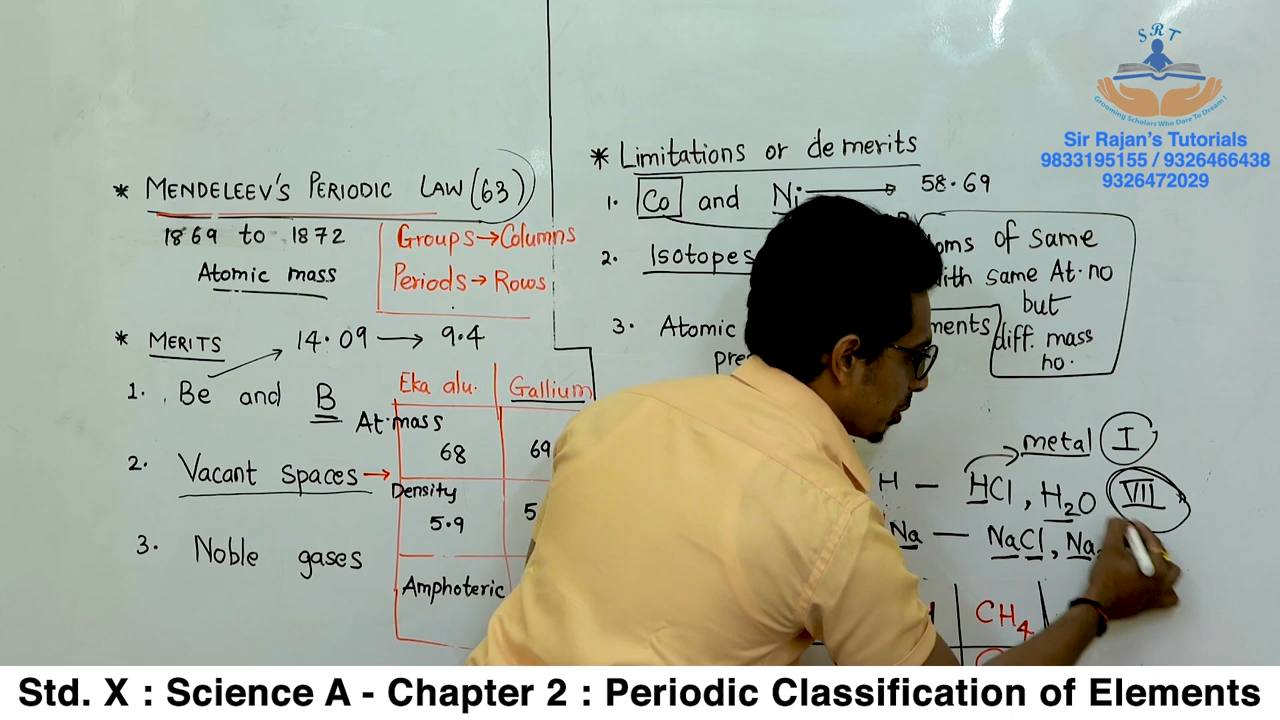 SRT
Grooming Scholars Who Dare To Dream!
Sir Rajan's Tutorials
9833195155 / 9326466438
9326472029
* MENDELEEV'S PERIODIC LAW (63)
1869 to 1872
Atomic mass
Groups→Columns
Periods→Rows
* MERITS
14.09 → 9.4
1. Be and B
2. Vacant spaces →
3. Noble gases
Eka alu. Gallium
At.mass
68 69
Density
5.9 5
Amphoteric
* Limitations or demerits
1. Co and Ni → 58.69
2. Isotopes
of same
with same At.no
but
diff. mass
no.
3. Atomic
metal I
H — HCl, H2O VII
Na — NaCl, Na
CH4
Std. X : Science A - Chapter 2 : Periodic Classification of Elements